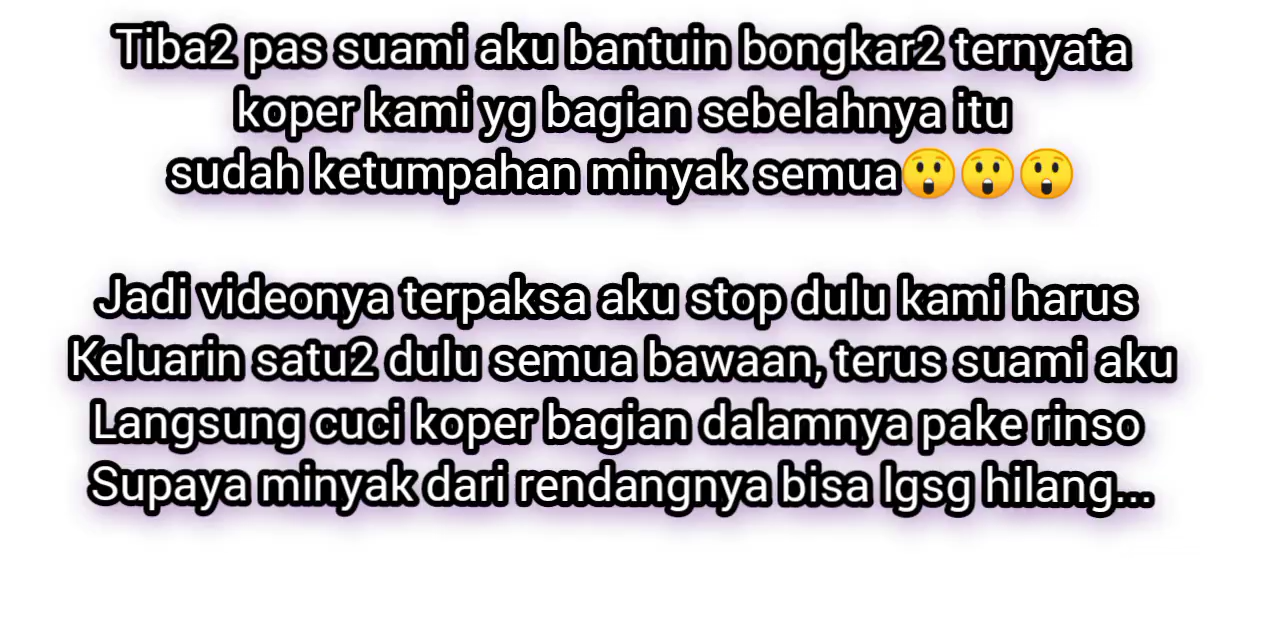 Tiba2 pas suami aku bantuin bongkar2 ternyata
koper kami yg bagian sebelahnya itu
sudah ketumpahan minyak semua😲😲😲
Jadi videonya terpaksa aku stop dulu kami harus
Keluarin satu2 dulu semua bawaan, terus suami aku
Langsung cuci koper bagian dalamnya pake rinso
Supaya minyak dari rendangnya bisa lgsg hilang...